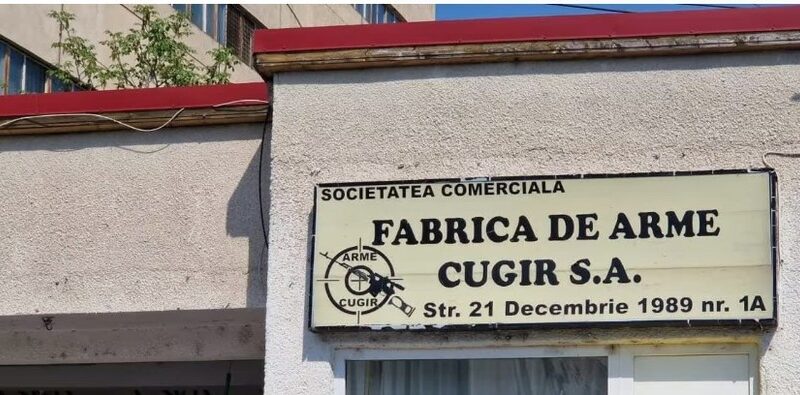 SOCIETATEA COMERCIALA
FABRICA DE ARME
CUGIR S.A.
Str. 21 Decembrie 1989 nr. 1A
ARME
CUGIR